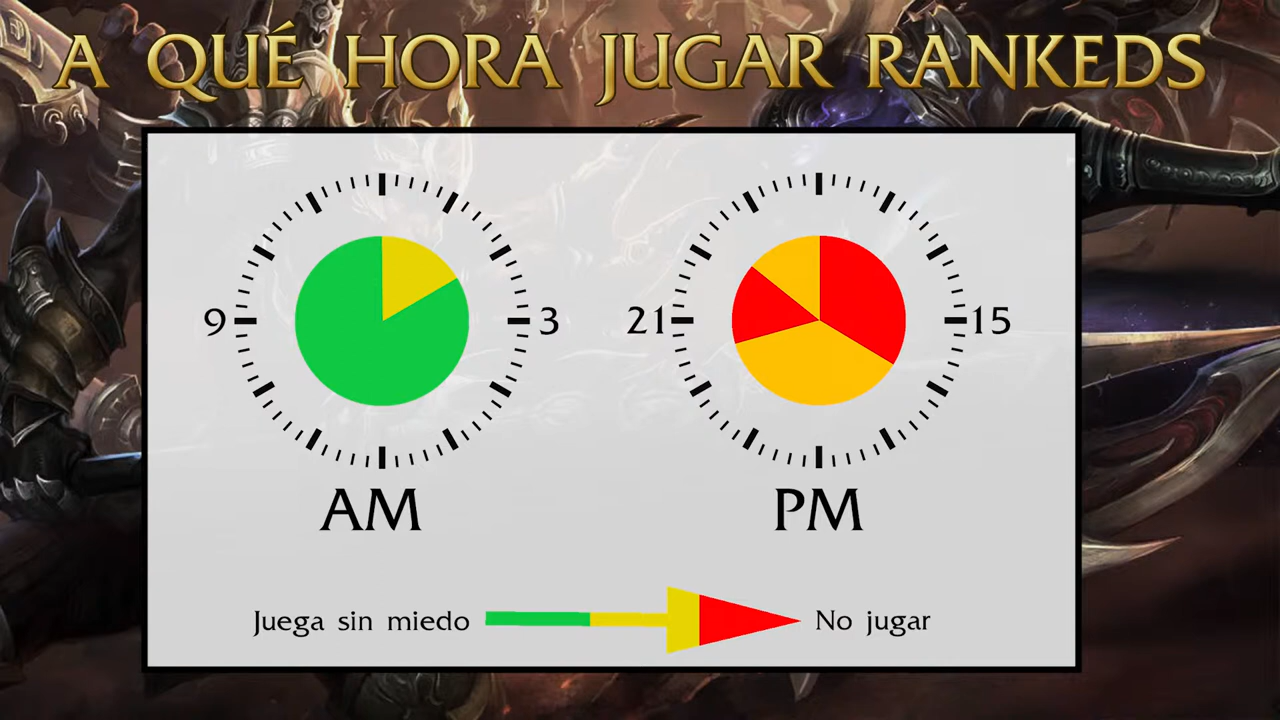 A QUÉ HORA JUGAR RANKEDS
9
3
21
15
AM
PM
Juega sin miedo
No jugar